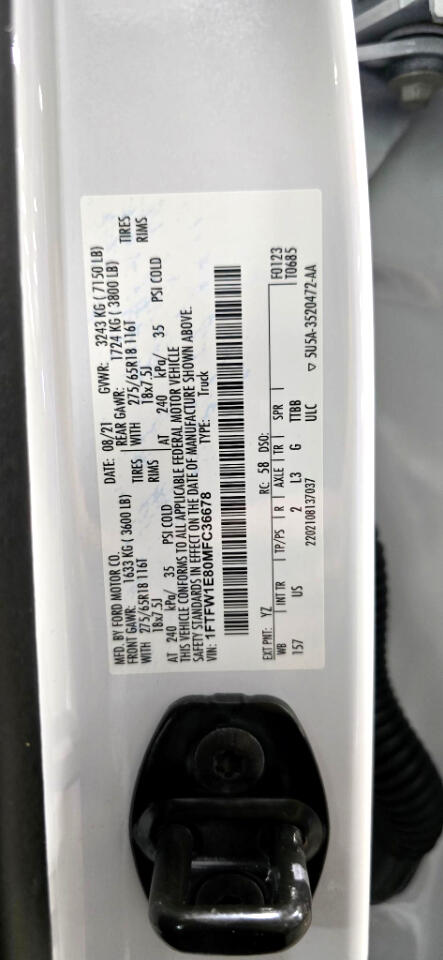 MFD. BY FORD MOTOR CO.
DATE: 08/21 GVWR: 3243 KG ( 7150 LB)
FRONT GAWR: 1633 KG ( 3600 LB) REAR GAWR: 1724 KG ( 3800 LB)
WITH 275/65R18 116T TIRES WITH 275/65R18 116T TIRES
18x7.5J RIMS 18x7.5J RIMS
AT 240 kPa/ 35 PSI COLD AT 240 kPa/ 35 PSI COLD
THIS VEHICLE CONFORMS TO ALL APPLICABLE FEDERAL MOTOR VEHICLE
SAFETY STANDARDS IN EFFECT ON THE DATE OF MANUFACTURE SHOWN ABOVE.
VIN: 1FTFW1E80MFC36678 TYPE: Truck
EXT PNT: YZ RC: 58 DSO: F0123
WB INT TR TP/PS R AXLE TR SPR T0685
157 US 2 L3 G TTBB
2202108137037 ULC ▽ 5U5A-3520472-AA